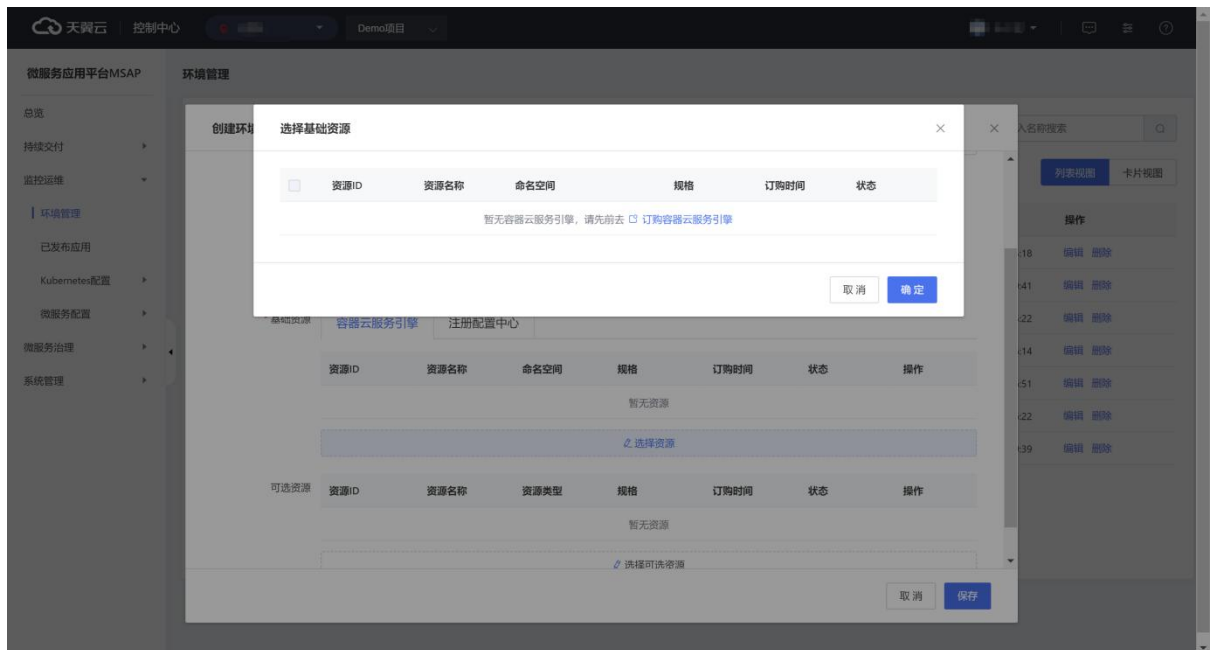 天翼云 控制中心 Demo项目
微服务应用平台MSAP 环境管理
总览
持续交付
监控运维
环境管理
已发布应用
Kubernetes配置
微服务配置
微服务治理
系统管理
创建环境
选择基础资源
资源ID 资源名称 命名空间 规格 订购时间 状态
暂无容器云服务引擎,请先前去 订购容器云服务引擎
取消 确定
入名称搜索
列表视图 卡片视图
操作
:18 编辑 删除
:41 编辑 删除
:22 编辑 删除
:14 编辑 删除
:51 编辑 删除
:22 编辑 删除
:39 编辑 删除
*基础资源 容器云服务引擎 注册配置中心
资源ID 资源名称 命名空间 规格 订购时间 状态 操作
暂无资源
选择资源
可选资源 资源ID 资源名称 资源类型 规格 订购时间 状态 操作
暂无资源
选择可选资源
取消 保存